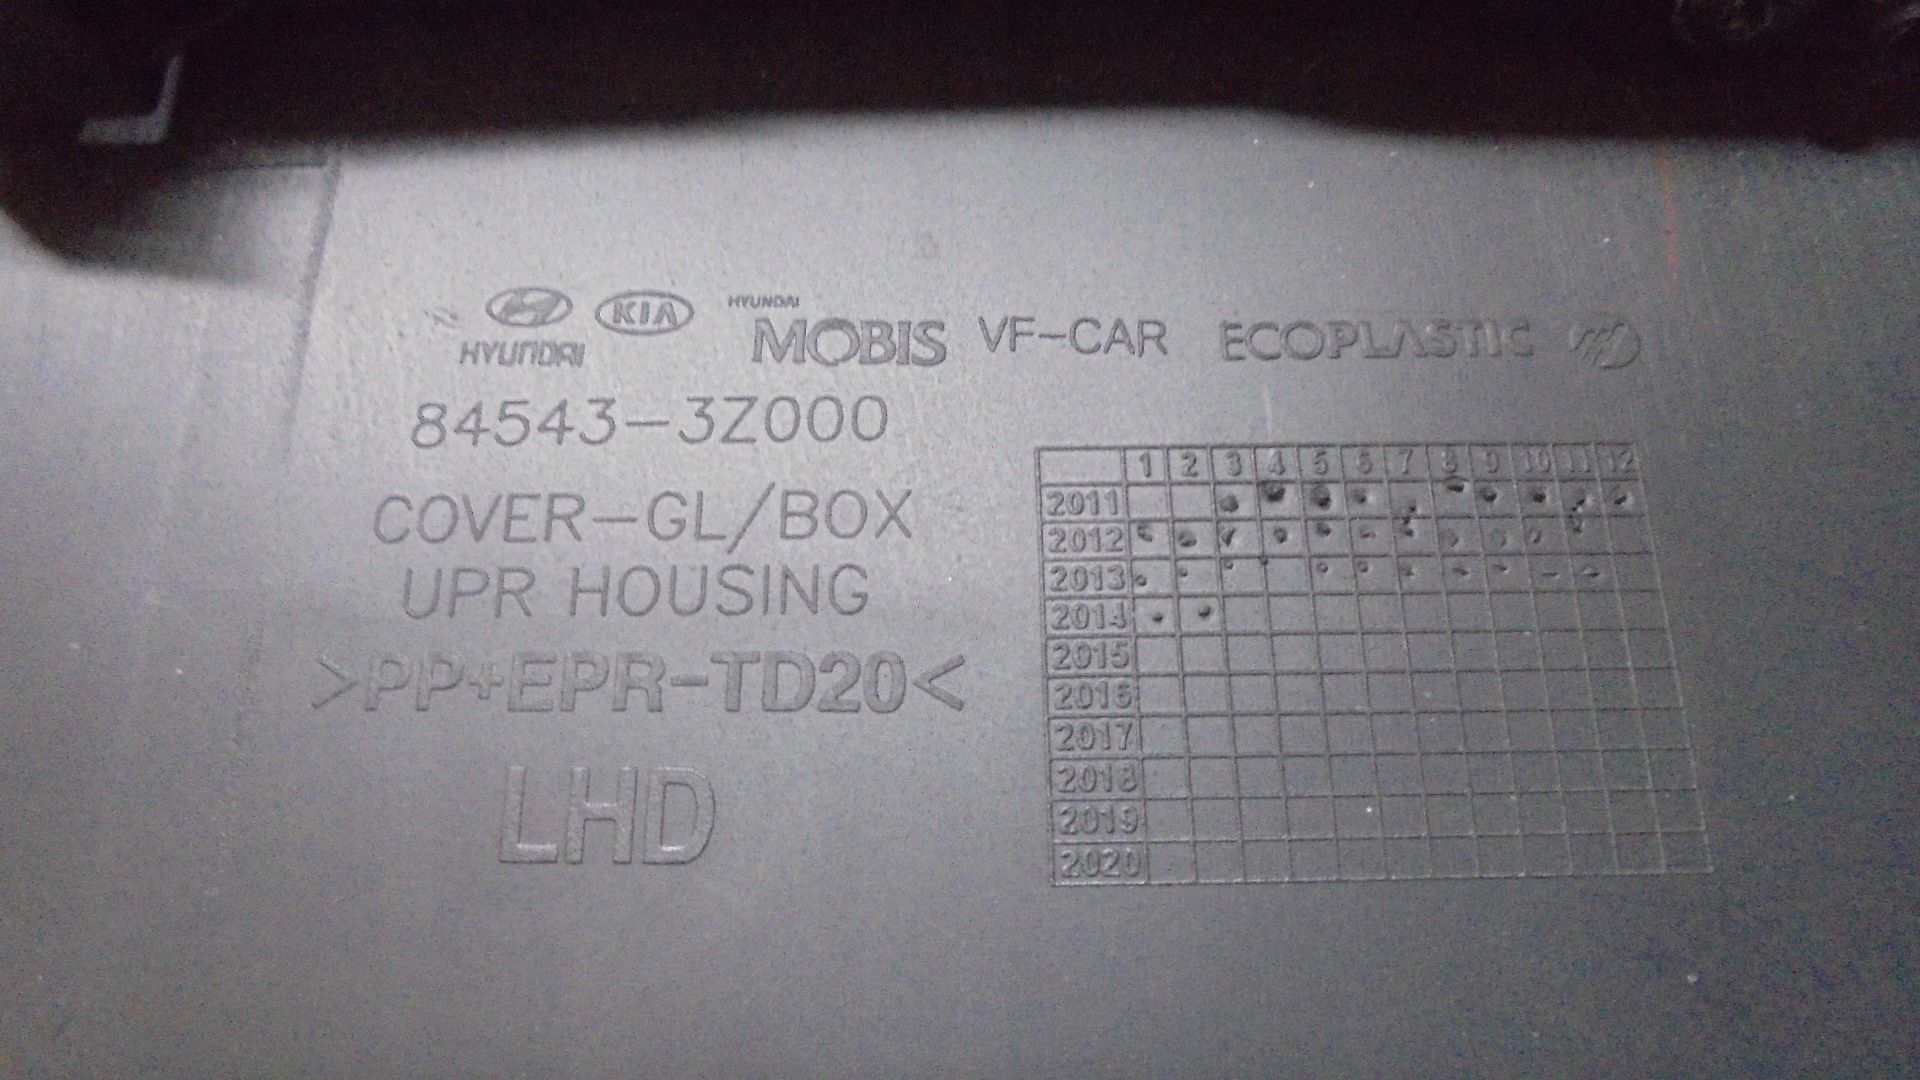 HYUNDAI KIA HYUNDAI MOBIS VF-CAR ECOPLASTIC
84543-3Z000
COVER-GL/BOX
UPR HOUSING
>PP+EPR-TD20<
LHD
1 2 3 4 5 6 7 8 9 10 11 12
2011
2012
2013
2014
2015
2016
2017
2018
2019
2020